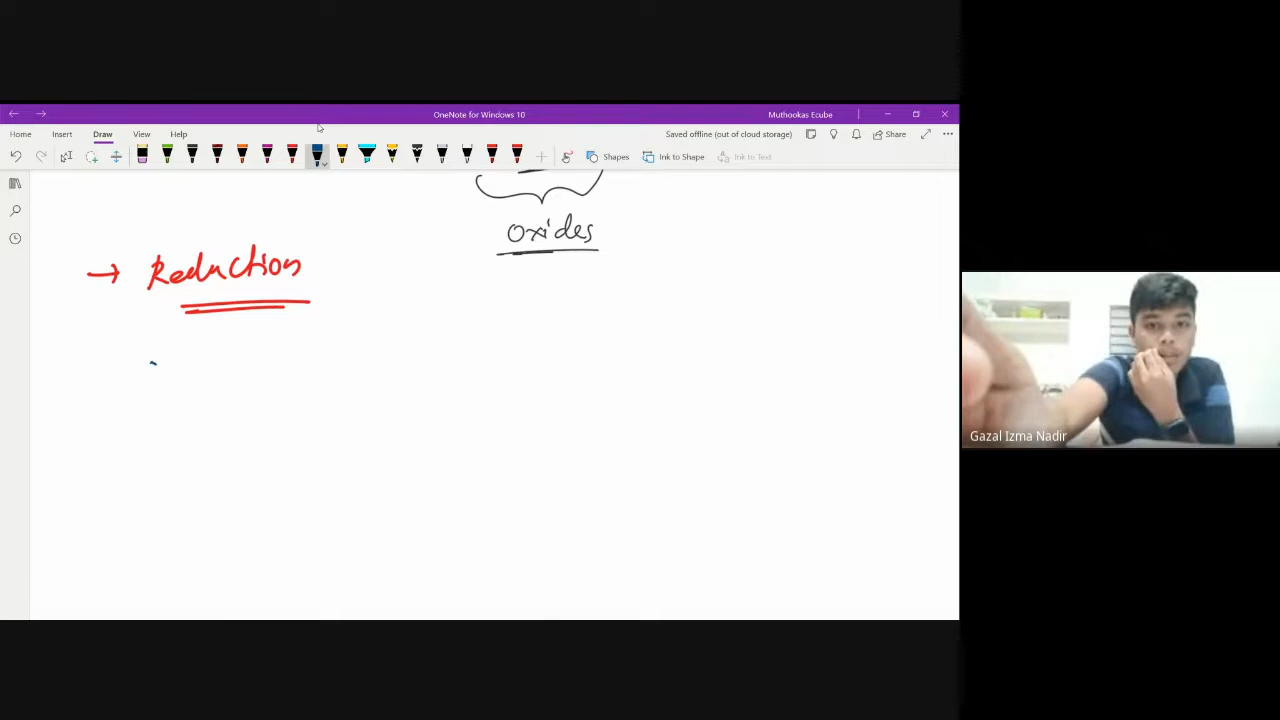 OneNote for Windows 10
Muthookas Ecube
Home Insert Draw View Help
Saved offline (out of cloud storage)
Share
Shapes
Ink to Shape
Ink to Text
oxides
→ Reduction
Gazal Izma Nadir